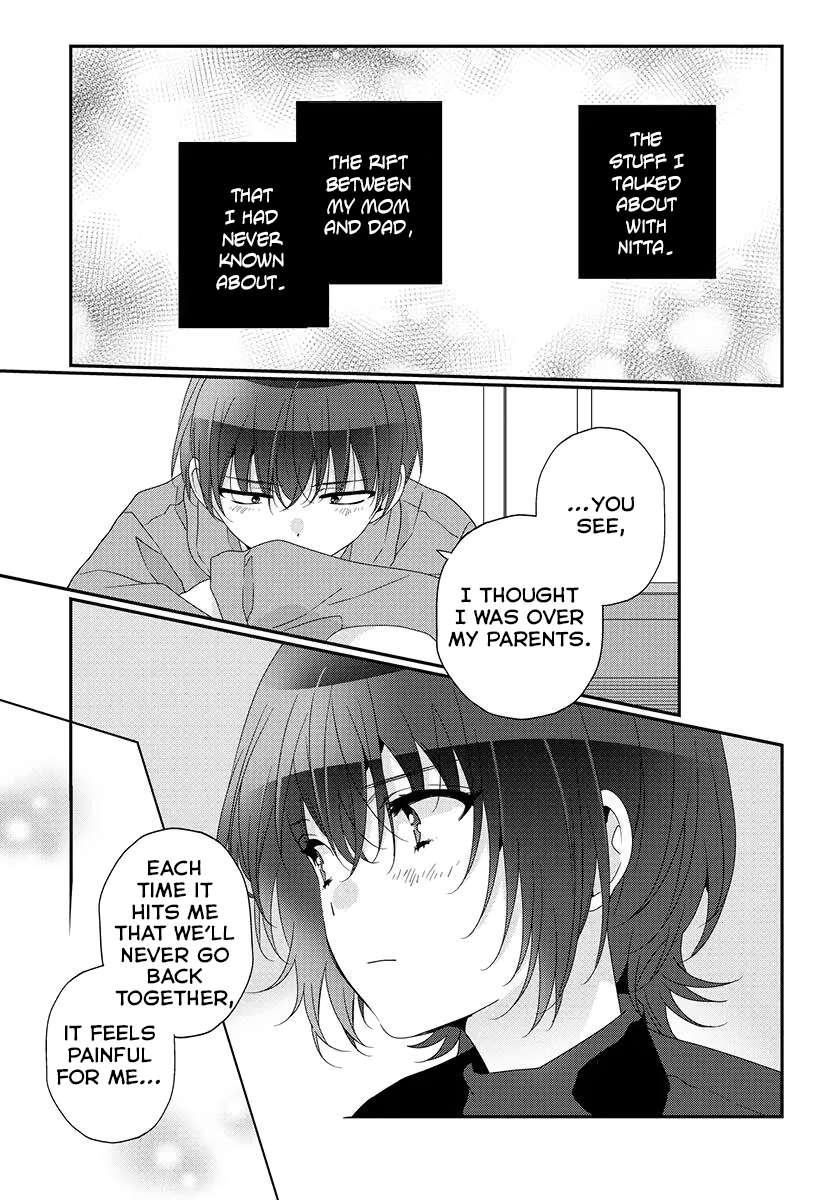 THE
STUFF I
TALKED
ABOUT
WITH
NITTA.
THE RIFT
BETWEEN
MY MOM
AND DAD,
THAT
I HAD
NEVER
KNOWN
ABOUT.
...YOU
SEE,
I THOUGHT
I WAS OVER
MY PARENTS.
EACH
TIME IT
HITS ME
THAT WE'LL
NEVER GO
BACK
TOGETHER,
IT FEELS
PAINFUL
FOR ME...